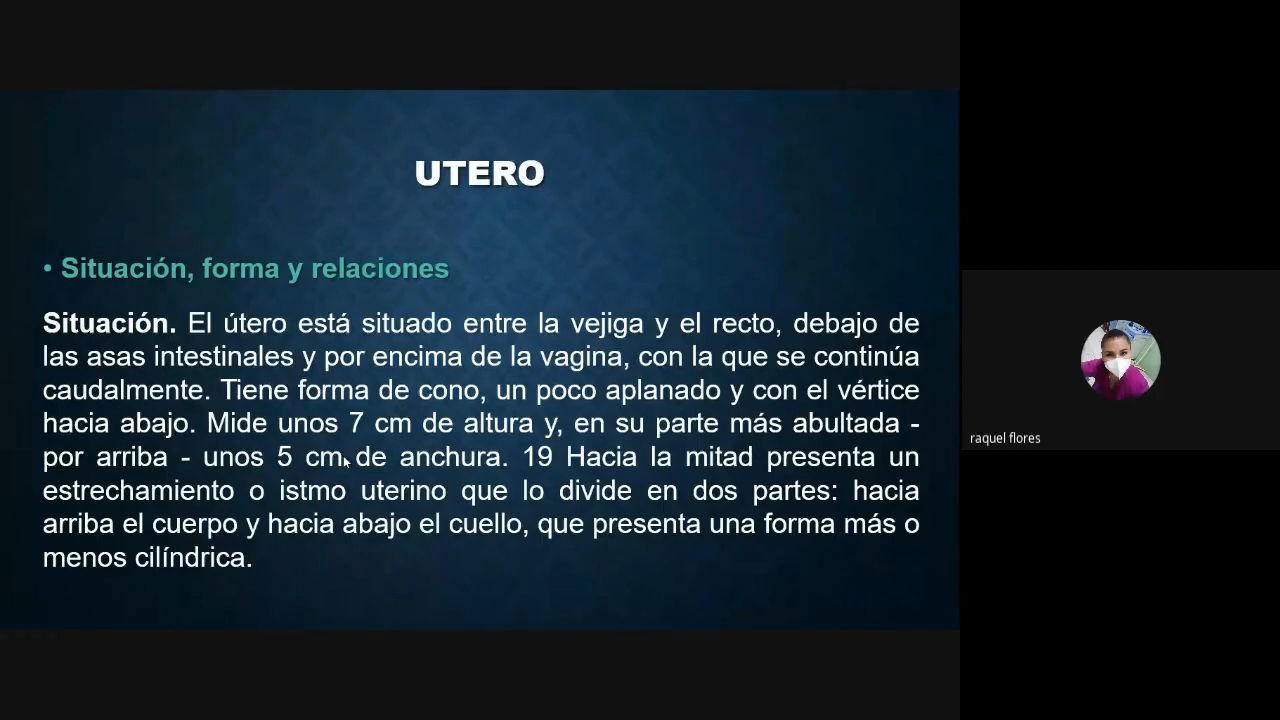 UTERO
• Situación, forma y relaciones
Situación. El útero está situado entre la vejiga y el recto, debajo de
las asas intestinales y por encima de la vagina, con la que se continúa
caudalmente. Tiene forma de cono, un poco aplanado y con el vértice
hacia abajo. Mide unos 7 cm de altura y, en su parte más abultada -
por arriba - unos 5 cm de anchura. 19 Hacia la mitad presenta un
estrechamiento o istmo uterino que lo divide en dos partes: hacia
arriba el cuerpo y hacia abajo el cuello, que presenta una forma más o
menos cilíndrica.
raquel flores